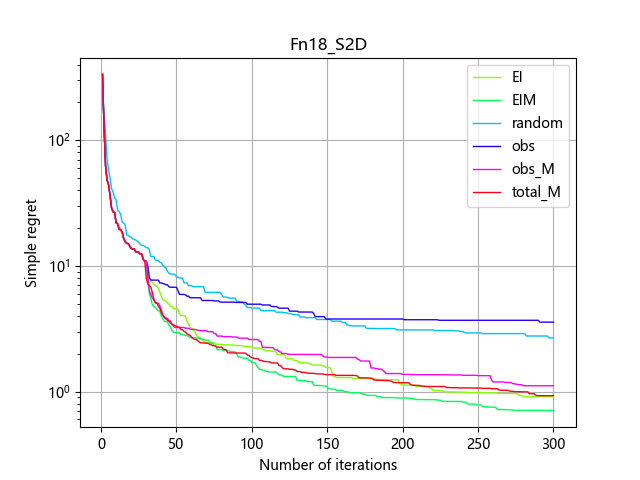 Fn18_S2D
EI
EIM
random
obs
obs_M
total_M
Simple regret
10²
10¹
10⁰
0 50 100 150 200 250 300
Number of iterations